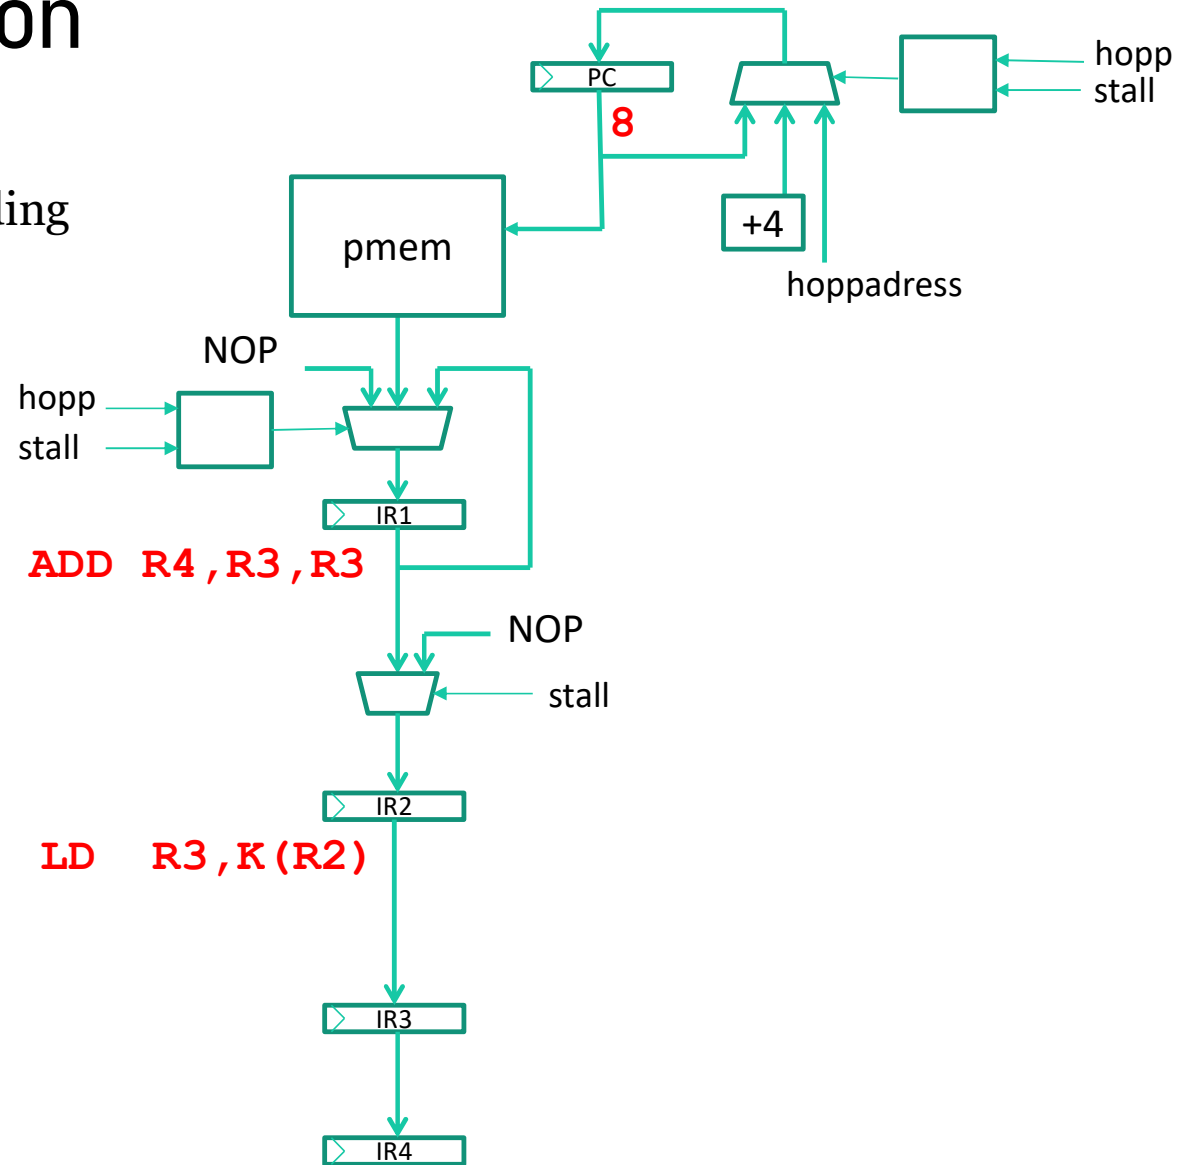 on
ling
PC
hopp
stall
8
+4
hoppadress
pmem
NOP
hopp
stall
IR1
ADD R4,R3,R3
NOP
stall
IR2
LD R3,K(R2)
IR3
IR4